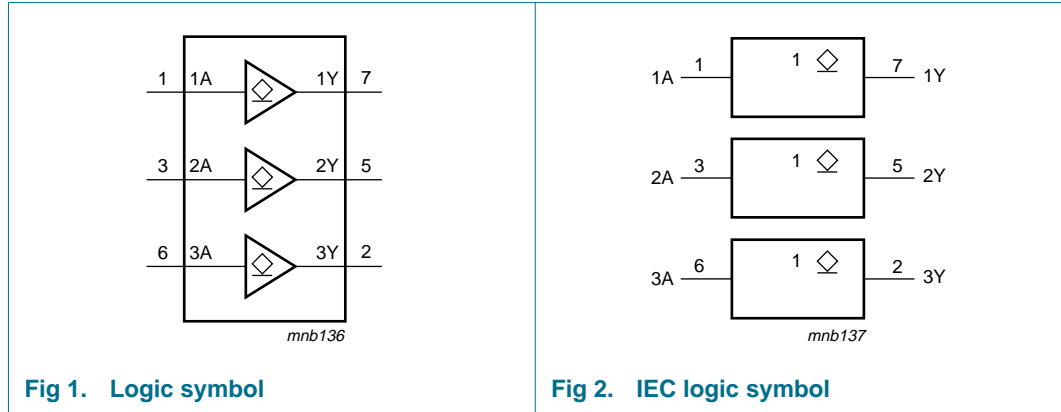 1 1A 1Y 7
3 2A 2Y 5
6 3A 3Y 2
mnb136
Fig 1. Logic symbol
1A 1 1 7 1Y
2A 3 1 5 2Y
3A 6 1 2 3Y
mnb137
Fig 2. IEC logic symbol